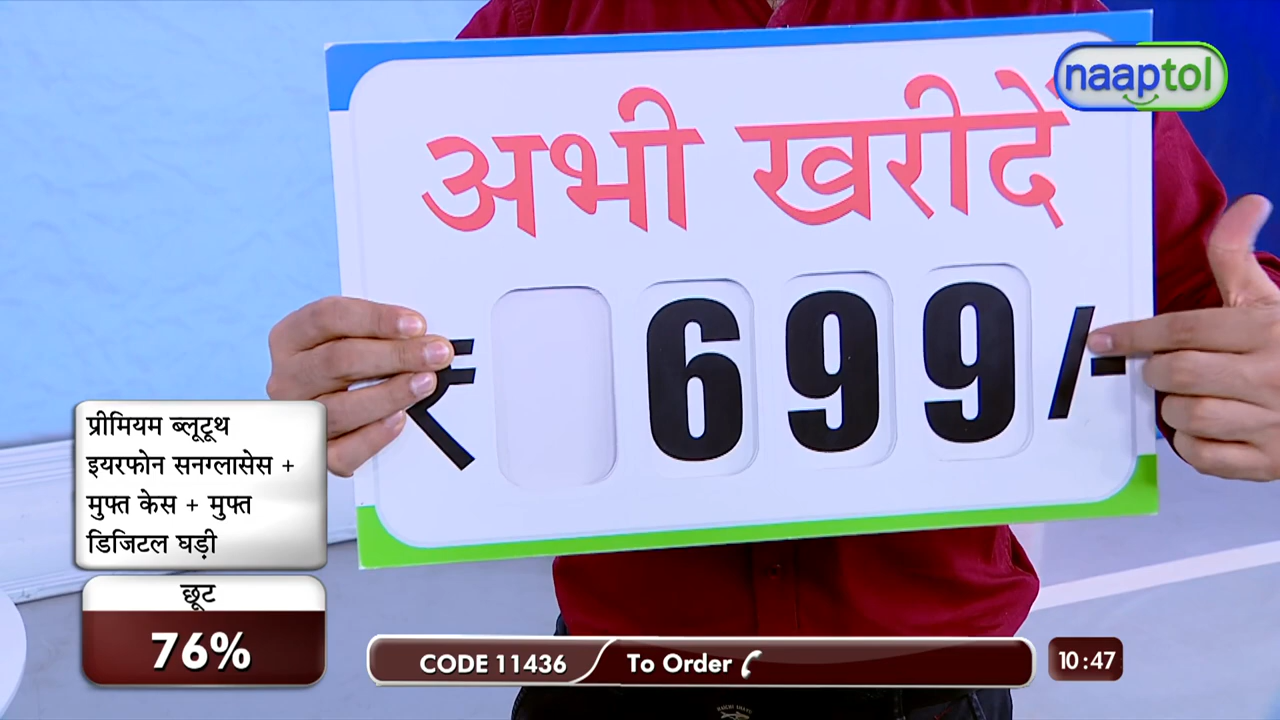 naaptol
अभी खरीदें
₹ 699/-
प्रीमियम ब्लूटूथ
इयरफोन सनग्लासेस +
मुफ्त केस + मुफ्त
डिजिटल घड़ी
छूट
76%
CODE 11436 To Order
10:47